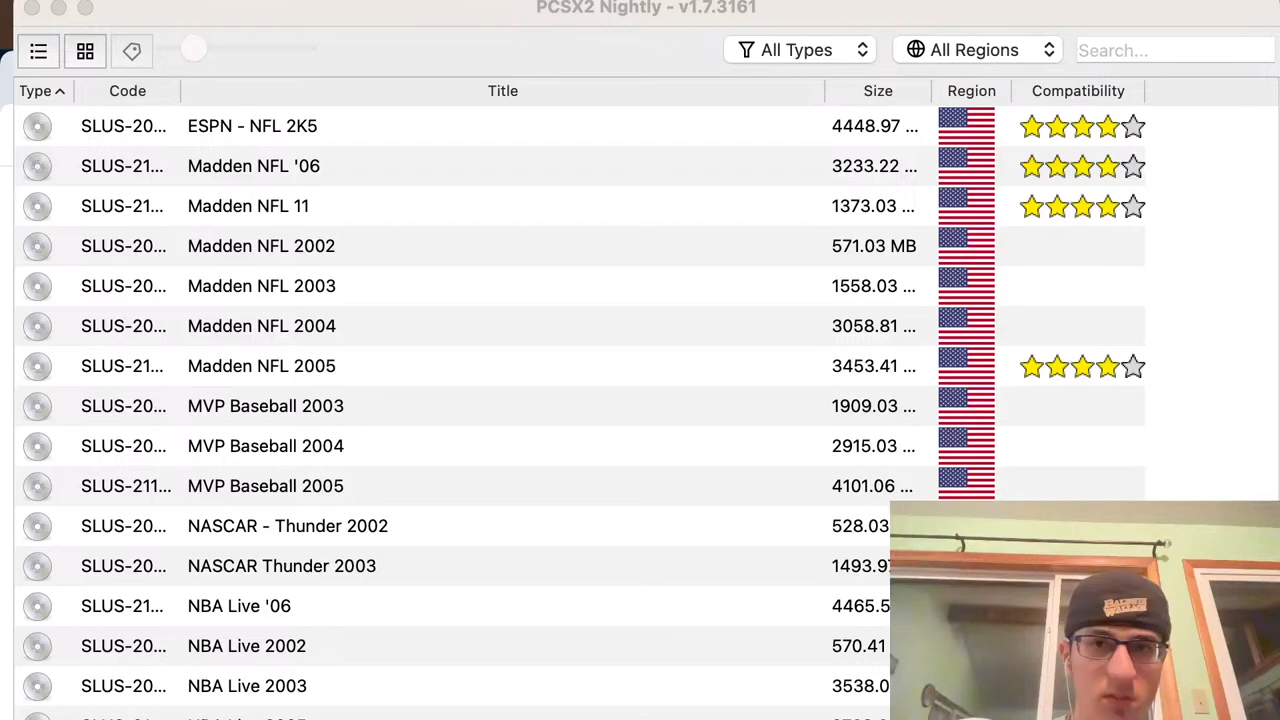 PCSX2 Nightly - v1.7.3161
All Types All Regions Search...
Type Code Title Size Region Compatibility
SLUS-20... ESPN - NFL 2K5 4448.97 ...
SLUS-21... Madden NFL '06 3233.22 ...
SLUS-21... Madden NFL 11 1373.03 ...
SLUS-20... Madden NFL 2002 571.03 MB
SLUS-20... Madden NFL 2003 1558.03 ...
SLUS-20... Madden NFL 2004 3058.81 ...
SLUS-21... Madden NFL 2005 3453.41 ...
SLUS-20... MVP Baseball 2003 1909.03 ...
SLUS-20... MVP Baseball 2004 2915.03 ...
SLUS-211... MVP Baseball 2005 4101.06 ...
SLUS-20... NASCAR - Thunder 2002 528.03
SLUS-20... NASCAR Thunder 2003 1493.97
SLUS-21... NBA Live '06 4465.5
SLUS-20... NBA Live 2002 570.41
SLUS-20... NBA Live 2003 3538.0